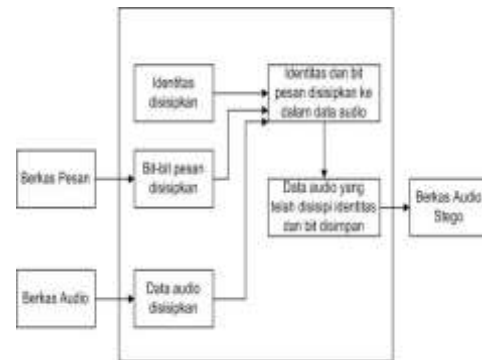 Identitas
disisipkan
Identitas dan bit
pesan disisipkan ke
dalam data audio
Berkas Pesan
Bit-bit pesan
disisipkan
Data audio yang
telah disisipi identitas
dan bit disimpan
Berkas Audio
Stego
Berkas Audio
Data audio
disisipkan